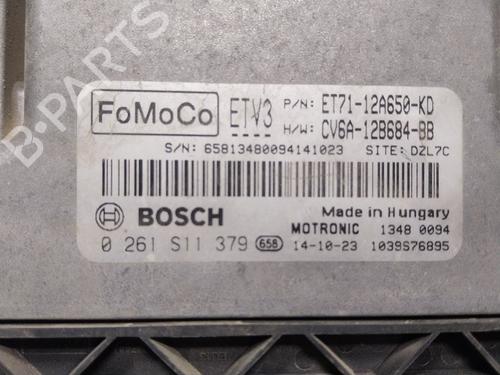 FoMoCo ETV3 P/N: ET71-12A650-KD
H/W: CV6A-12B684-BB
S/N: 65813480094141023 SITE: DZL7C
BOSCH Made in Hungary
MOTRONIC 1348 0094
0 261 S11 379 658 14-10-23 1039S76895
B-PARTS